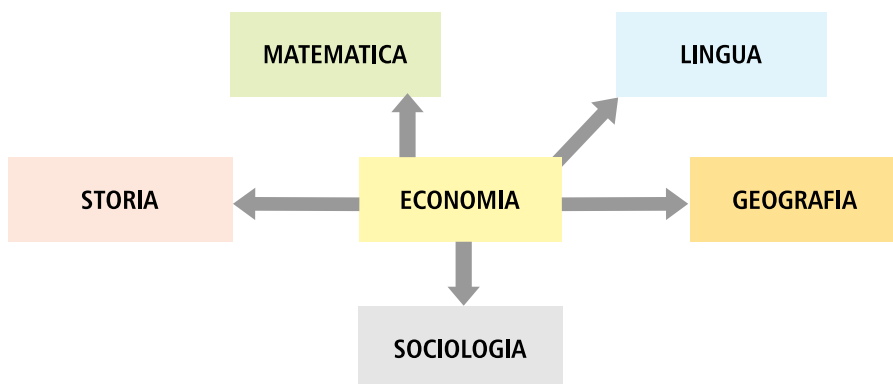 MATEMATICA
LINGUA
STORIA
ECONOMIA
GEOGRAFIA
SOCIOLOGIA